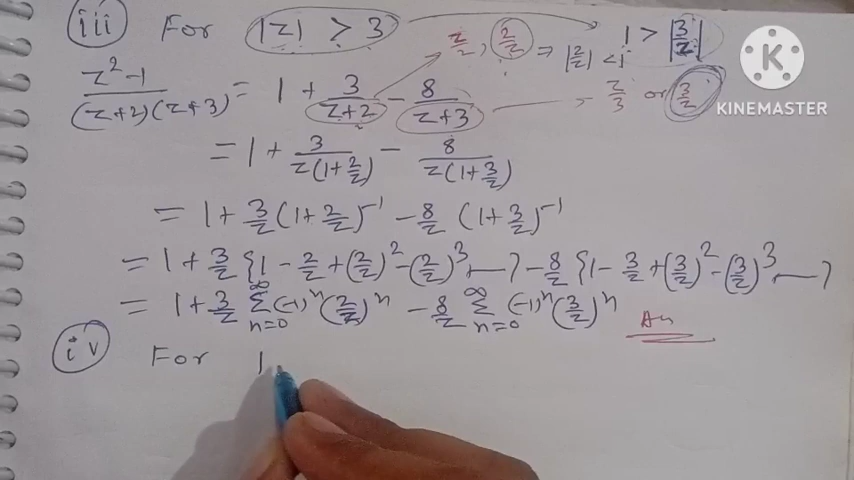 iii For |z| > 3 z/2, 2/z ⇒ |2/z| < 1 1 > |3/z|
z²-1/(z+2)(z+3) = 1 + 3/z+2 - 8/z+3 - z/3 or 3/z
= 1 + 3/z(1+2/z) - 8/z(1+3/z)
= 1 + 3/z (1+2/z)⁻¹ - 8/z (1+3/z)⁻¹
= 1 + 3/z {1 - 2/z + (2/z)² - (2/z)³ —} - 8/z {1 - 3/z + (3/z)² - (3/z)³ —}
= 1 + 3/z ∞Σn=0 (-1)ⁿ (2/z)ⁿ - 8/z ∞Σn=0 (-1)ⁿ (3/z)ⁿ
iv For |
KINEMASTER